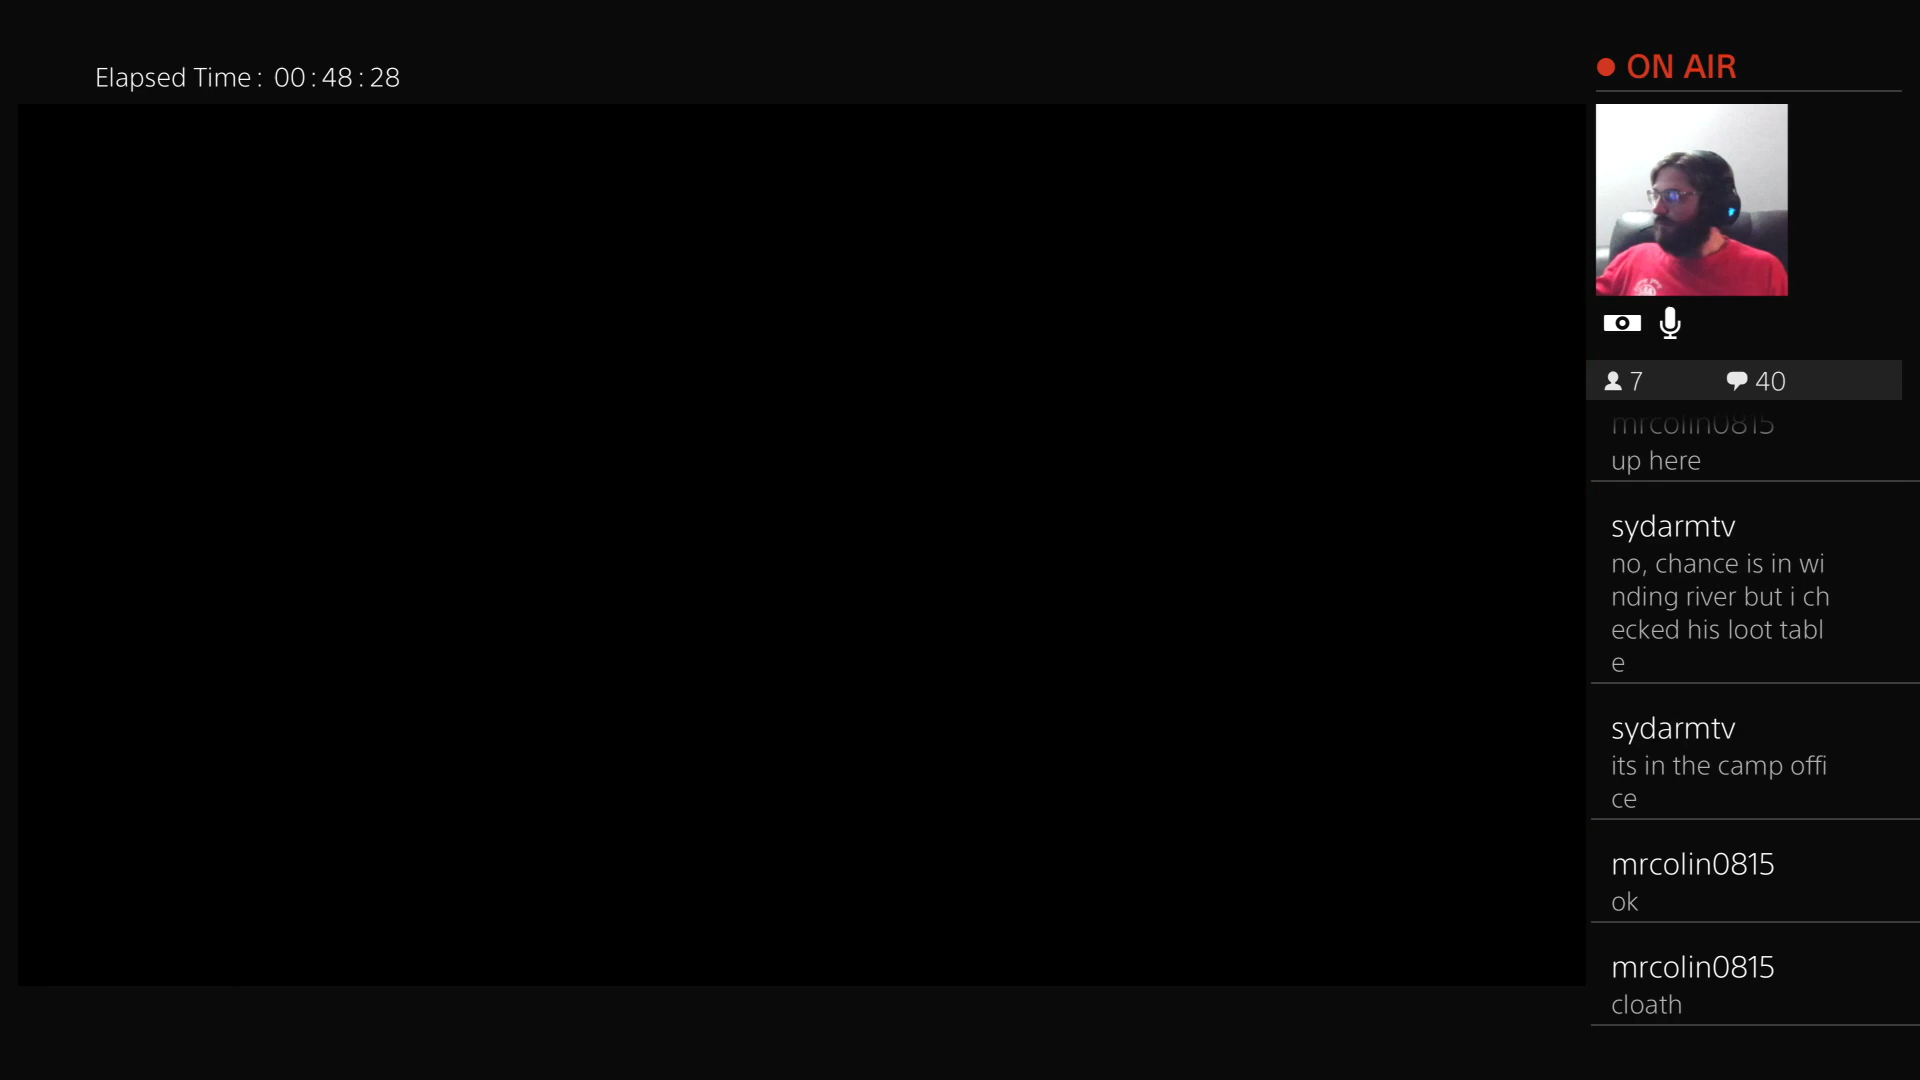 Elapsed Time : 00 : 48 : 28
ON AIR
7 40
mrcolin0815
up here
sydarmtv
no, chance is in wi
nding river but i ch
ecked his loot tabl
e
sydarmtv
its in the camp offi
ce
mrcolin0815
ok
mrcolin0815
cloath